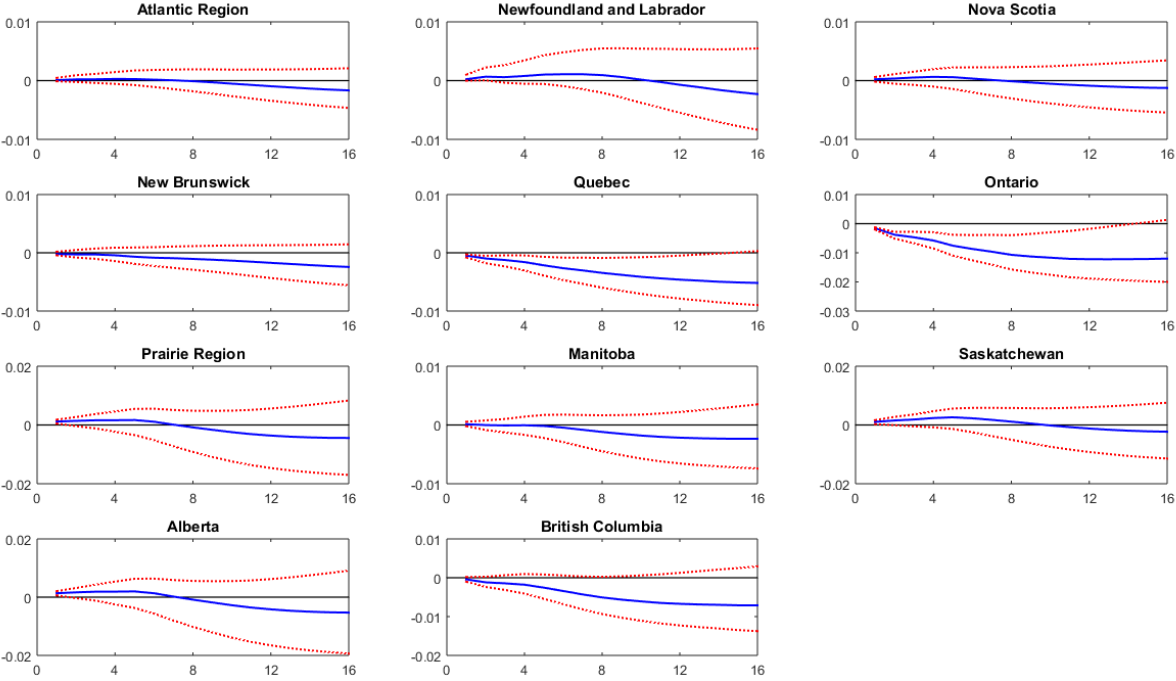 Atlantic Region
0.01
0
-0.01
0 4 8 12 16
Newfoundland and Labrador
0.01
0
-0.01
0 4 8 12 16
Nova Scotia
0.01
0
-0.01
0 4 8 12 16
New Brunswick
0.01
0
-0.01
0 4 8 12 16
Quebec
0.01
0
-0.01
0 4 8 12 16
Ontario
0.01
0
-0.01
-0.02
-0.03
0 4 8 12 16
Prairie Region
0.02
0
-0.02
0 4 8 12 16
Manitoba
0.01
0
-0.01
0 4 8 12 16
Saskatchewan
0.02
0
-0.02
0 4 8 12 16
Alberta
0.02
0
-0.02
0 4 8 12 16
British Columbia
0.01
0
-0.01
-0.02
0 4 8 12 16